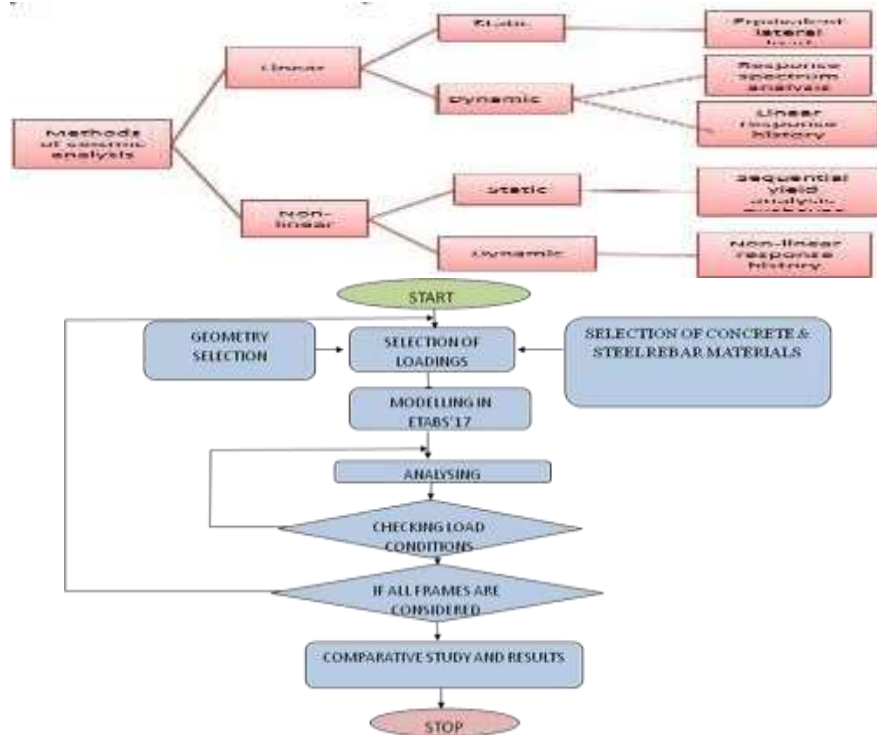 Static
Equivalent
lateral
Linear
Response
spectrum
analysis
Dynamic
Linear
response
history
Methods
of seismic
analysis
Static
Sequential
yield
analysis
Non-
linear
Dynamic
Non-linear
response
history
START
GEOMETRY
SELECTION
SELECTION OF
LOADINGS
SELECTION OF CONCRETE &
STEELREBAR MATERIALS
MODELLING IN
ETABS'17
ANALYSING
CHECKING LOAD
CONDITIONS
IF ALL FRAMES ARE
CONSIDERED
COMPARATIVE STUDY AND RESULTS
STOP